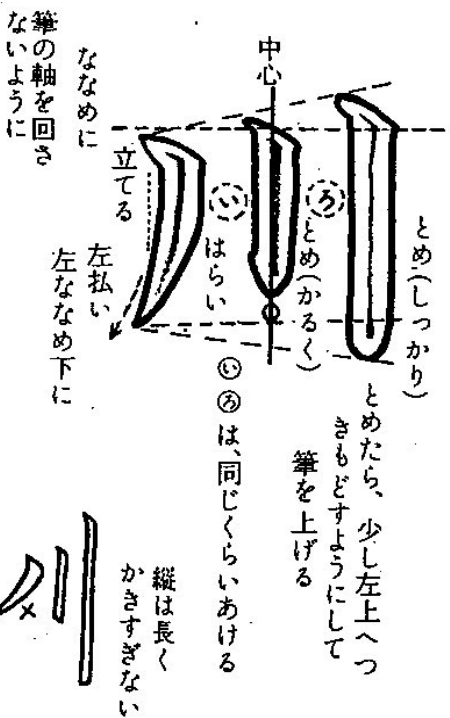 とめ(しっかり)
とめたら、少し左上へつ
きもどすようにして
筆を上げる
中心
ろ
とめ(かるく)
い
はらい
いろは、同じくらいあける
立てる
左払い
左ななめ下に
ななめに
筆の軸を回さ
ないように
川
縦は長く
かきすぎない
川
×